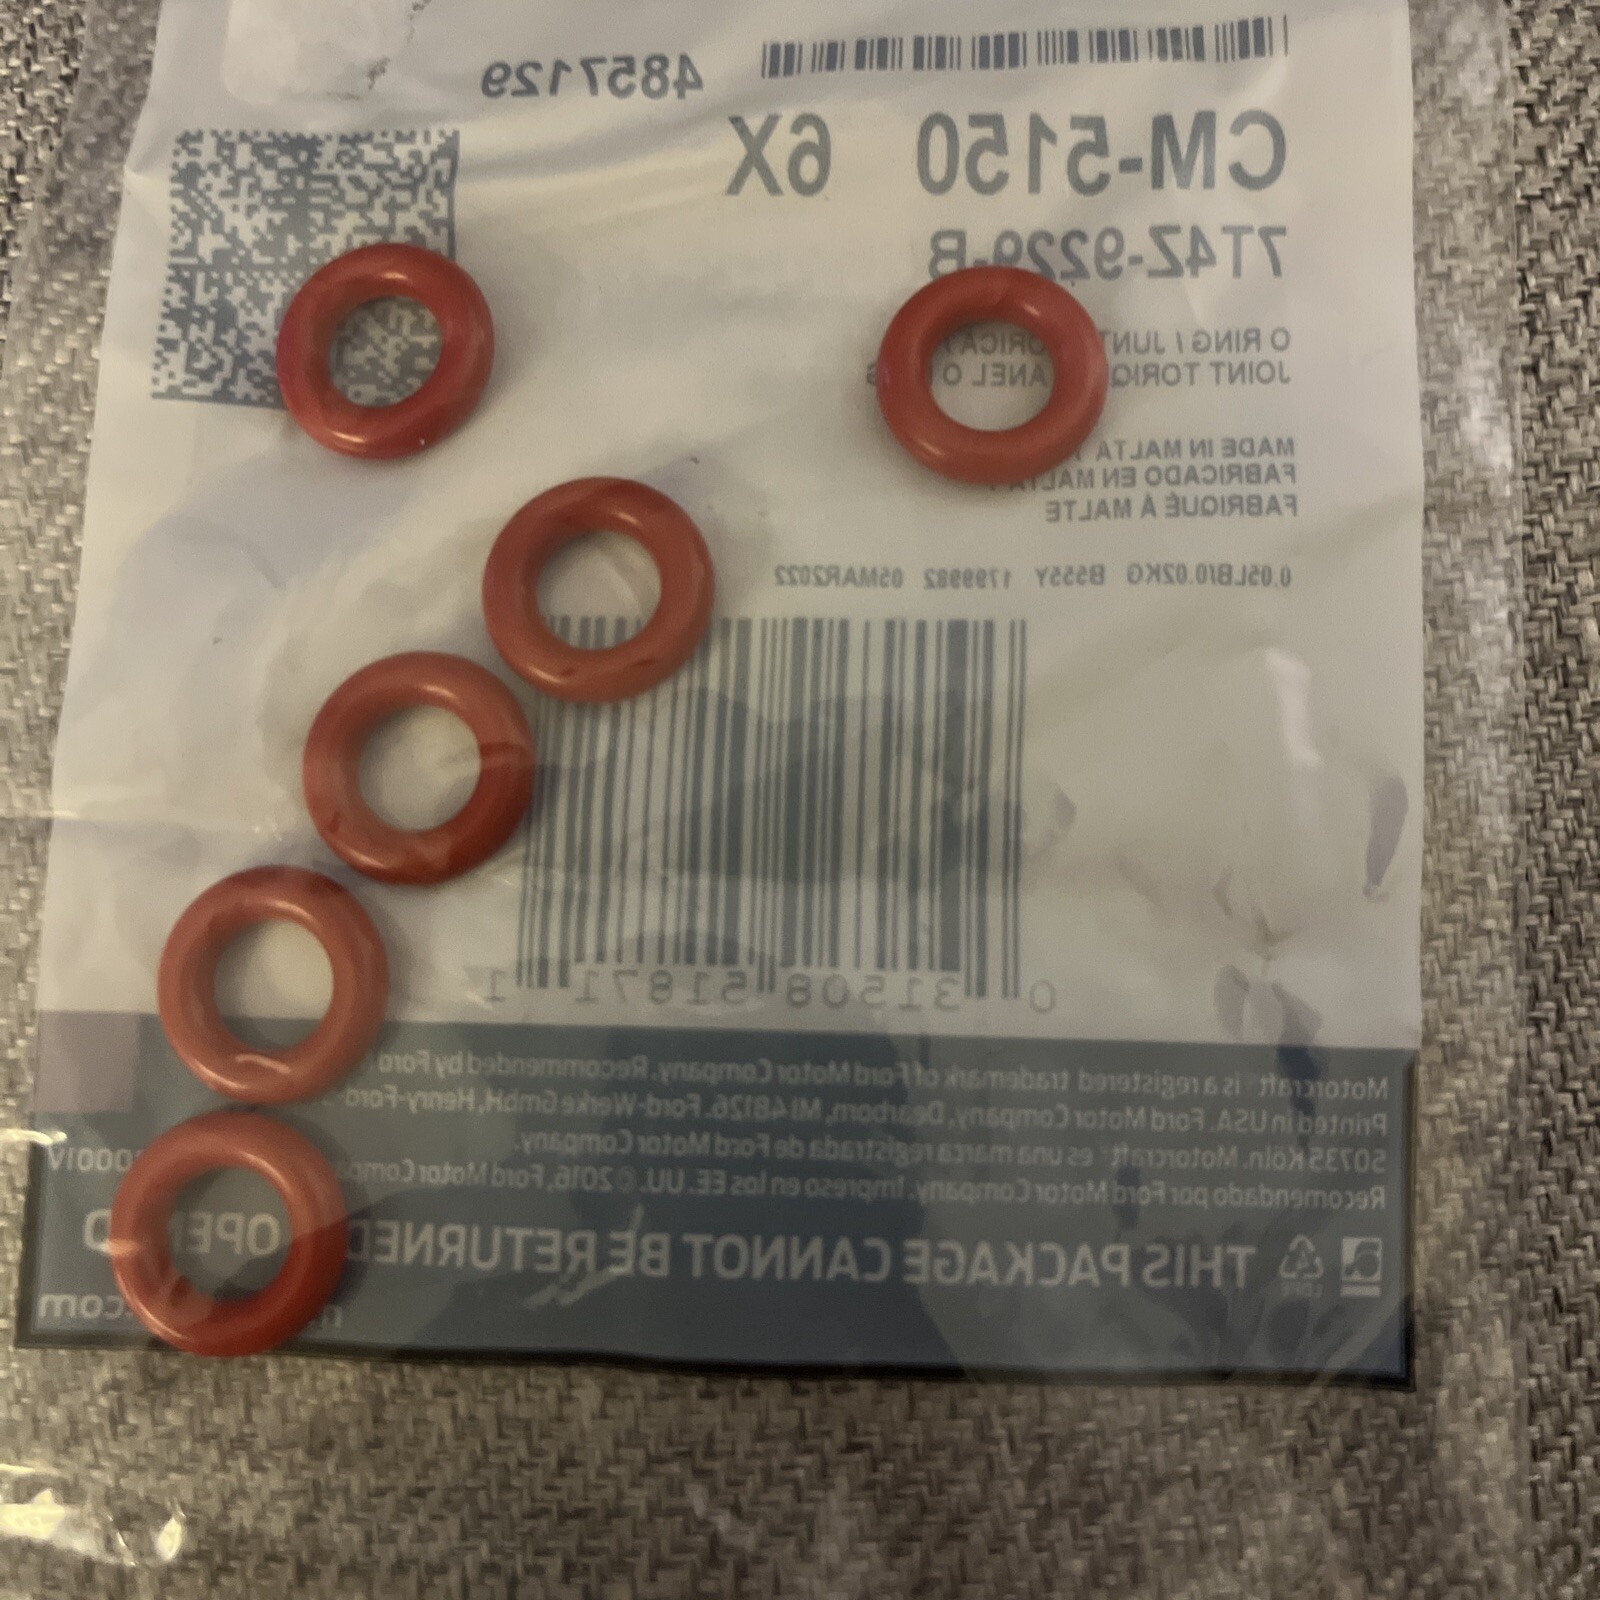 4857129
CM-5150 6X
7T4Z-9229-B
O RING / JUNT
JOINT TORIQ
MADE IN MALTA
FABRICADO EN MALTA
FABRIQUÉ À MALTE
0.05LB/0.02KG B555Y 1799982 05MAR2022
0 31508 51871 1
Motorcraft® is a registered trademark of Ford Motor Company. Recommended by Ford
Printed in USA. Ford Motor Company, Dearborn, MI 48126. Ford-Werke GmbH, Henry-Ford-
50735 Köln. Motorcraft® es una marca registrada de Ford Motor Company.
Recomendado por Ford Motor Company. Impreso en los EE. UU. © 2016, Ford Motor Comp
THIS PACKAGE CANNOT BE RETURNED
.com